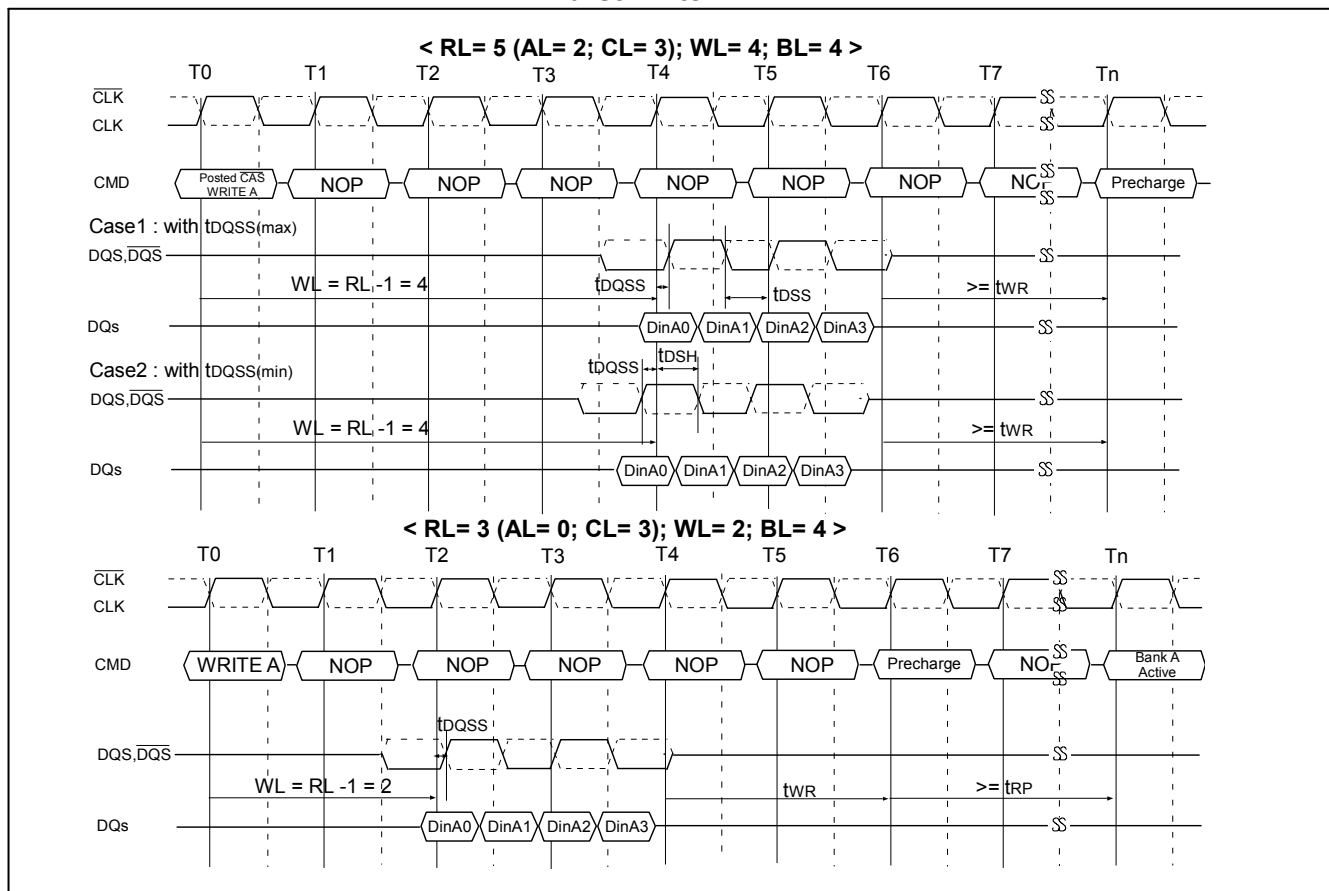 < RL= 5 (AL= 2; CL= 3); WL= 4; BL= 4 >
T0 T1 T2 T3 T4 T5 T6 T7 Tn
CLK
CLK
CMD Posted CAS WRITE A NOP NOP NOP NOP NOP NOP NOP Precharge
Case1 : with tDQSS(max)
DQS,DQS
WL = RL -1 = 4 tDQSS tDSS >= tWR
DQs DinA0 DinA1 DinA2 DinA3
Case2 : with tDQSS(min) tDQSS tDSH
DQS,DQS
WL = RL -1 = 4 >= tWR
DQs DinA0 DinA1 DinA2 DinA3
< RL= 3 (AL= 0; CL= 3); WL= 2; BL= 4 >
T0 T1 T2 T3 T4 T5 T6 T7 Tn
CLK
CLK
CMD WRITE A NOP NOP NOP NOP NOP Precharge NOP Bank A Active
tDQSS
DQS,DQS
WL = RL -1 = 2 tWR >= tRP
DQs DinA0 DinA1 DinA2 DinA3